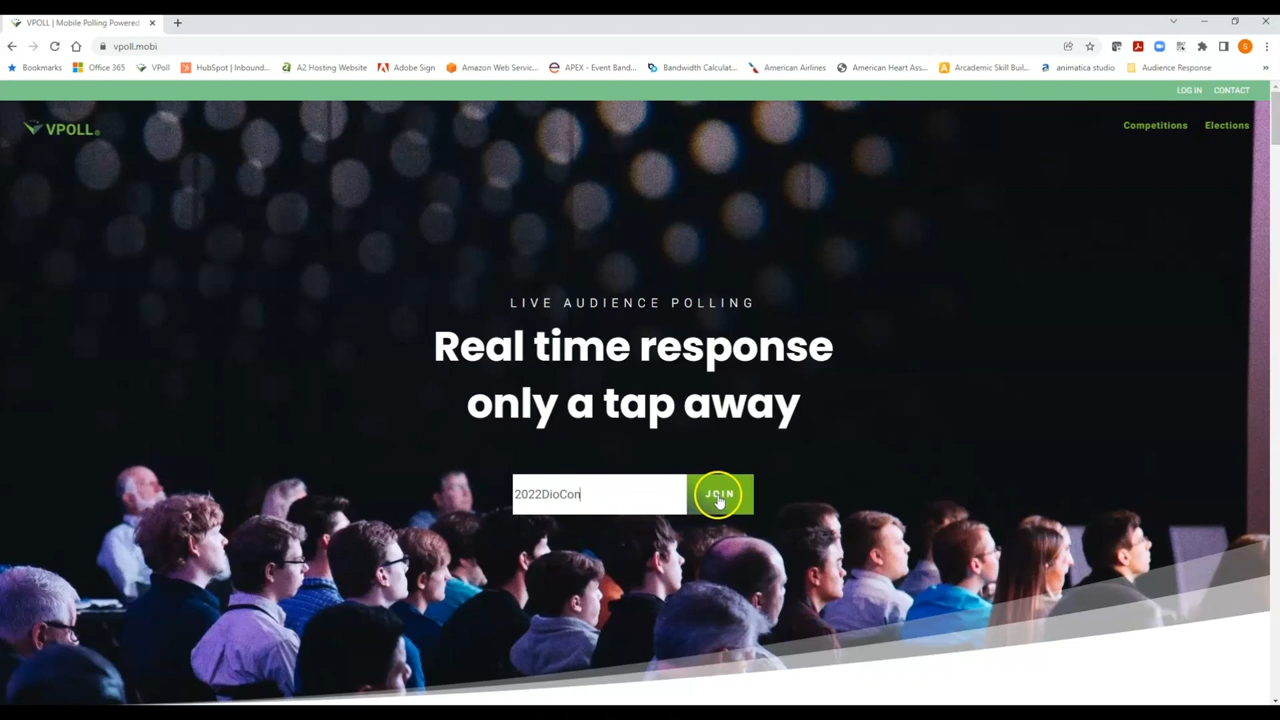 VPOLL | Mobile Polling Powered
vpoll.mobi
S
Bookmarks Office 365 VPoll HubSpot | Inbound... A2 Hosting Website Adobe Sign Amazon Web Servic... APEX - Event Band... Bandwidth Calculat... American Airlines American Heart Ass... Arcademic Skill Buil... animatica studio Audience Response »
LOG IN CONTACT
VPOLL®
Competitions Elections
LIVE AUDIENCE POLLING
Real time response
only a tap away
2022DioCon JOIN